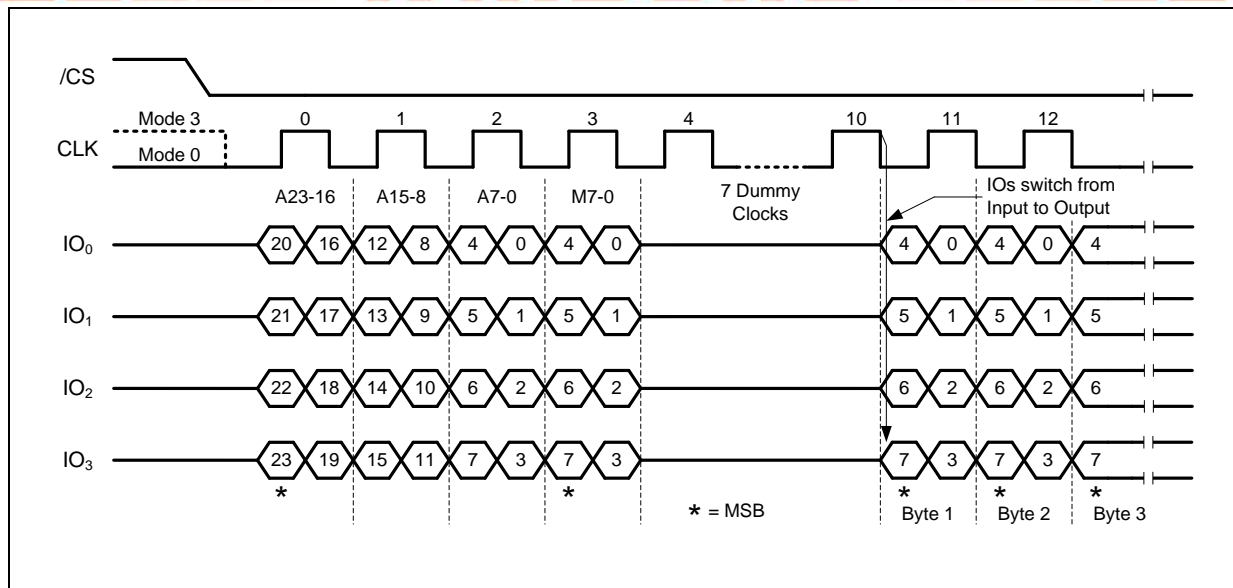 /CS
Mode 3 0 1 2 3 4 10 11 12
CLK
Mode 0
A23-16 A15-8 A7-0 M7-0 7 Dummy Clocks IOs switch from Input to Output
IO0 20 16 12 8 4 0 4 0 4 0 4 0 4
IO1 21 17 13 9 5 1 5 1 5 1 5 1 5
IO2 22 18 14 10 6 2 6 2 6 2 6 2 6
IO3 23 19 15 11 7 3 7 3 7 3 7 3 7
* * * * *
* = MSB Byte 1 Byte 2 Byte 3